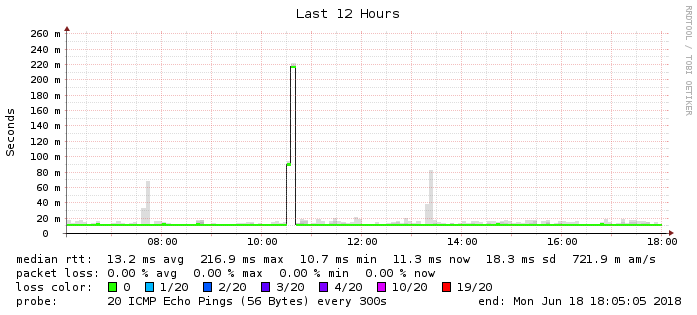 Last 12 Hours
RRDTOOL / TOBI OETIKER
Seconds
260 m
240 m
220 m
200 m
180 m
160 m
140 m
120 m
100 m
80 m
60 m
40 m
20 m
0
08:00 10:00 12:00 14:00 16:00 18:00
median rtt: 13.2 ms avg 216.9 ms max 10.7 ms min 11.3 ms now 18.3 ms sd 721.9 m am/s
packet loss: 0.00 % avg 0.00 % max 0.00 % min 0.00 % now
loss color: 0 1/20 2/20 3/20 4/20 10/20 19/20
probe: 20 ICMP Echo Pings (56 Bytes) every 300s end: Mon Jun 18 18:05:05 2018